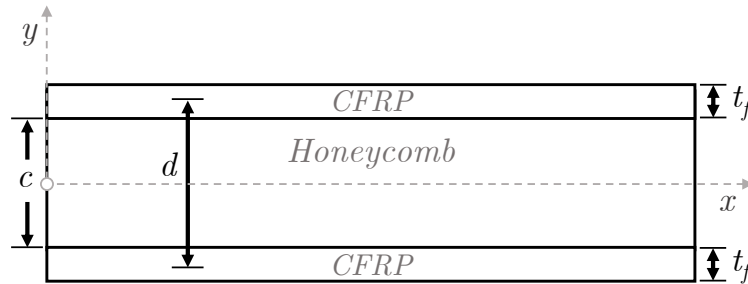 y
CFRP
t_f
Honeycomb
d
c
x
CFRP
t_f